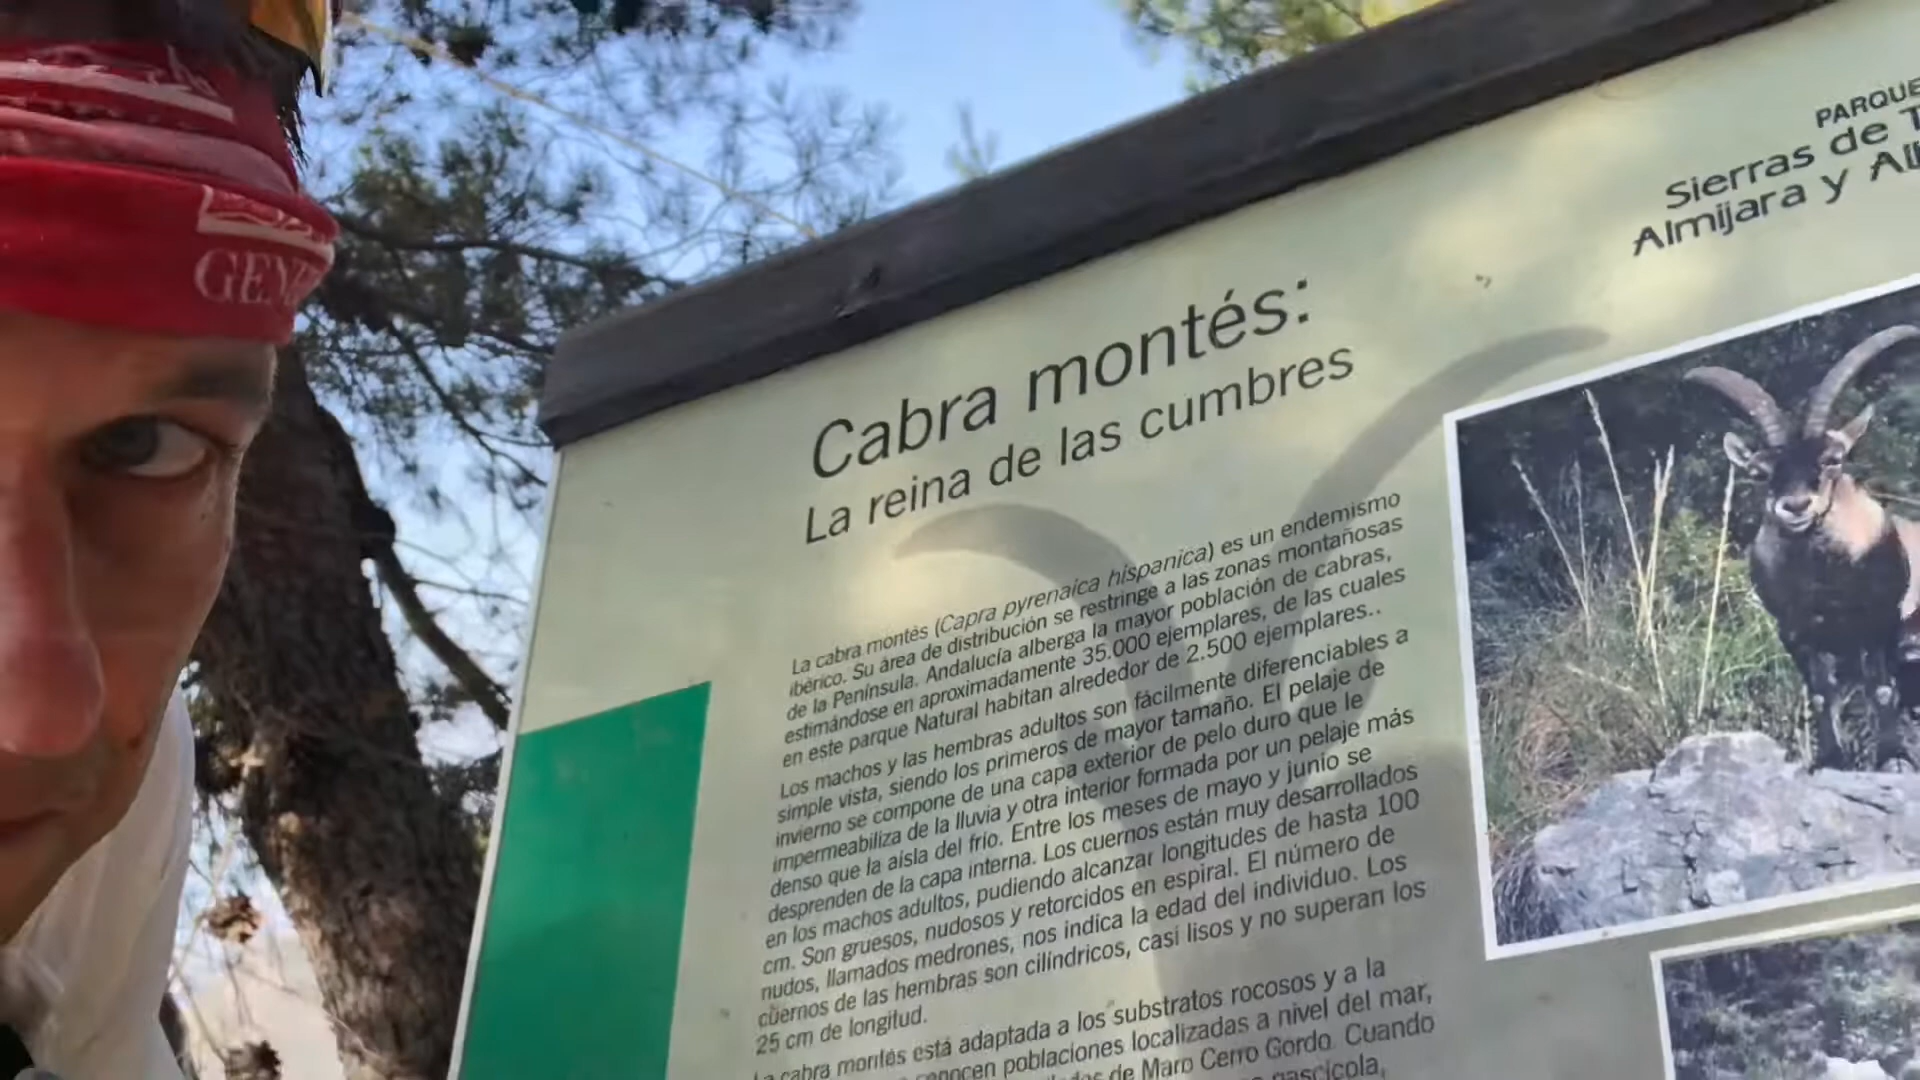 GEN
PARQUE
Sierras de T
Almijara y Al
Cabra montés:
La reina de las cumbres
La cabra montés (Capra pyrenaica hispanica) es un endemismo
ibérico. Su área de distribución se restringe a las zonas montañosas
de la Península. Andalucía alberga la mayor población de cabras,
estimándose en aproximadamente 35.000 ejemplares, de las cuales
en este parque Natural habitan alrededor de 2.500 ejemplares..
Los machos y las hembras adultos son fácilmente diferenciables a
simple vista, siendo los primeros de mayor tamaño. El pelaje de
invierno se compone de una capa exterior de pelo duro que le
impermeabiliza de la lluvia y otra interior formada por un pelaje más
denso que la aisla del frío. Entre los meses de mayo y junio se
desprenden de la capa interna. Los cuernos están muy desarrollados
en los machos adultos, pudiendo alcanzar longitudes de hasta 100
cm. Son gruesos, nudosos y retorcidos en espiral. El número de
nudos, llamados medrones, nos indica la edad del individuo. Los
cuernos de las hembras son cilíndricos, casi lisos y no superan los
25 cm de longitud.
cabra montés está adaptada a los substratos rocosos y a la
poblaciones localizadas a nivel del mar,
de Maro Cerro Gordo. Cuando